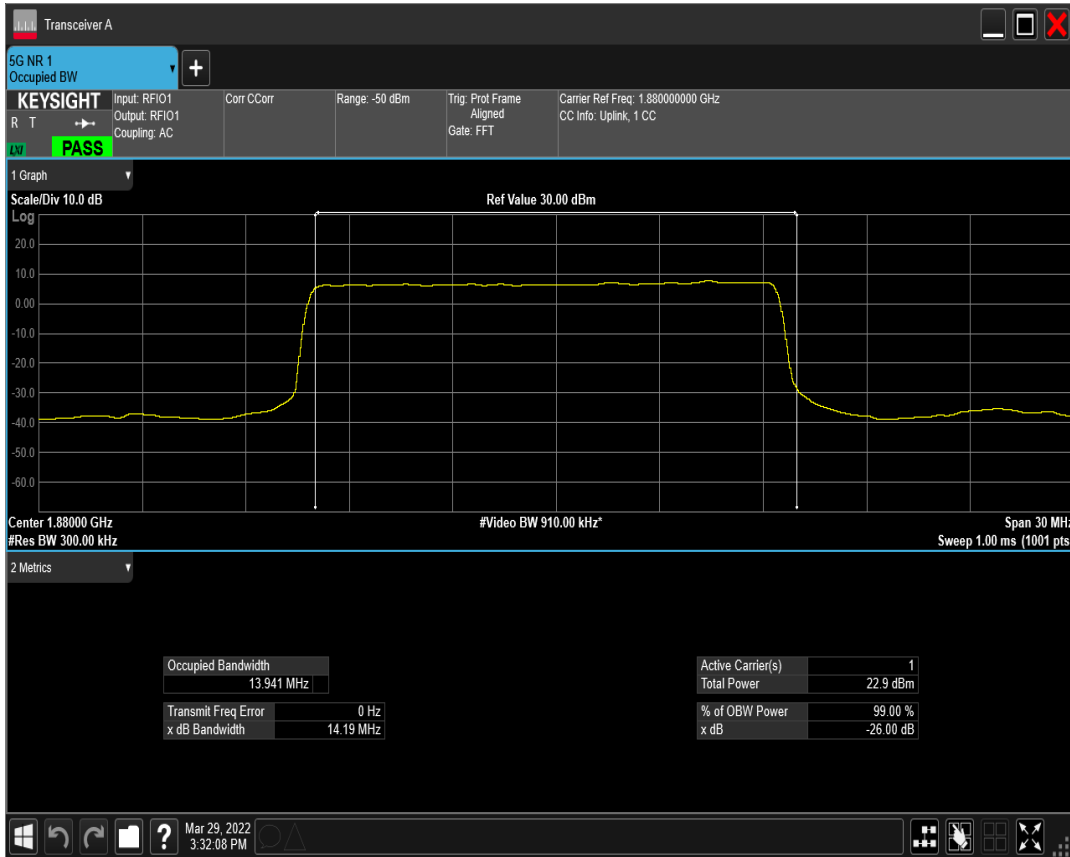 Transceiver A
5G NR 1
Occupied BW
+
KEYSIGHT
R T
LXI
PASS
Input: RFIO1
Output: RFIO1
Coupling: AC
Corr CCorr
Range: -50 dBm
Trig: Prot Frame
Aligned
Gate: FFT
Carrier Ref Freq: 1.880000000 GHz
CC Info: Uplink, 1 CC
1 Graph
Scale/Div 10.0 dB
Ref Value 30.00 dBm
Log
20.0
10.0
0.00
-10.0
-20.0
-30.0
-40.0
-50.0
-60.0
Center 1.88000 GHz
#Video BW 910.00 kHz*
Span 30 MHz
#Res BW 300.00 kHz
Sweep 1.00 ms (1001 pts
2 Metrics
Occupied Bandwidth
13.941 MHz
Transmit Freq Error 0 Hz
x dB Bandwidth 14.19 MHz
Active Carrier(s) 1
Total Power 22.9 dBm
% of OBW Power 99.00 %
x dB -26.00 dB
?
Mar 29, 2022
3:32:08 PM